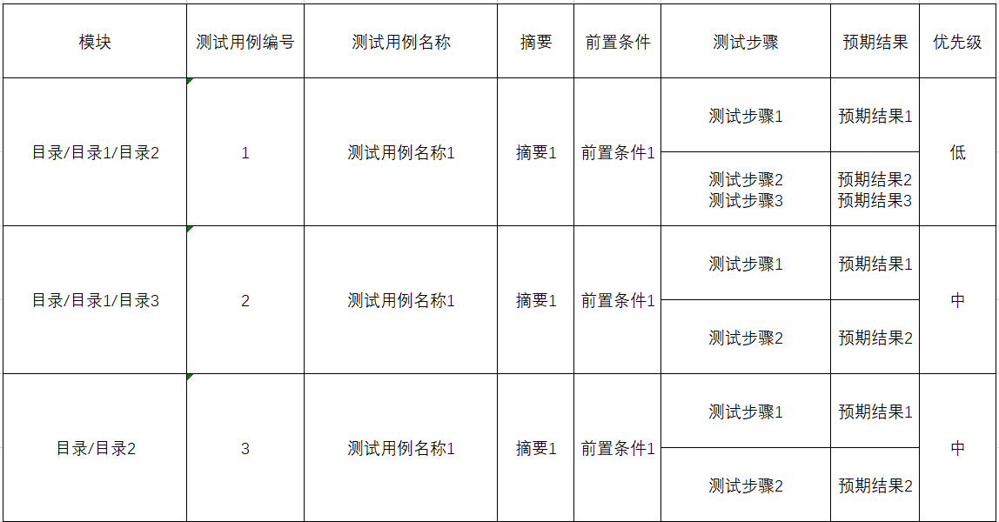 模块 测试用例编号 测试用例名称 摘要 前置条件 测试步骤 预期结果 优先级
目录/目录1/目录2 1 测试用例名称1 摘要1 前置条件1 测试步骤1 预期结果1 低
测试步骤2 预期结果2
测试步骤3 预期结果3
目录/目录1/目录3 2 测试用例名称1 摘要1 前置条件1 测试步骤1 预期结果1 中
测试步骤2 预期结果2
目录/目录2 3 测试用例名称1 摘要1 前置条件1 测试步骤1 预期结果1 中
测试步骤2 预期结果2